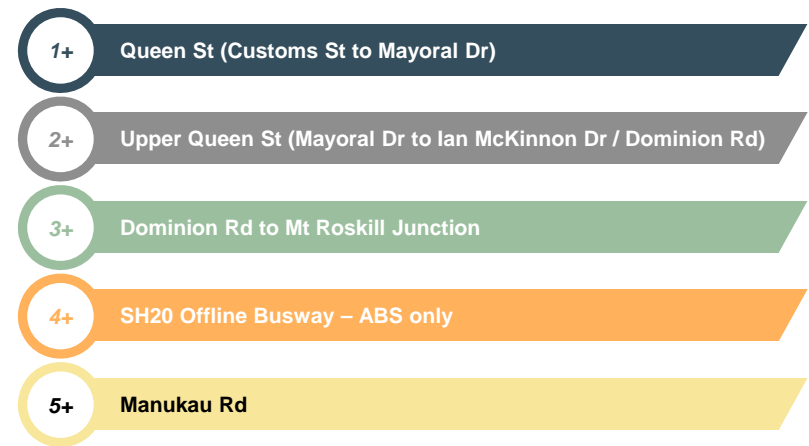 1+ Queen St (Customs St to Mayoral Dr)
2+ Upper Queen St (Mayoral Dr to Ian McKinnon Dr / Dominion Rd)
3+ Dominion Rd to Mt Roskill Junction
4+ SH20 Offline Busway – ABS only
5+ Manukau Rd